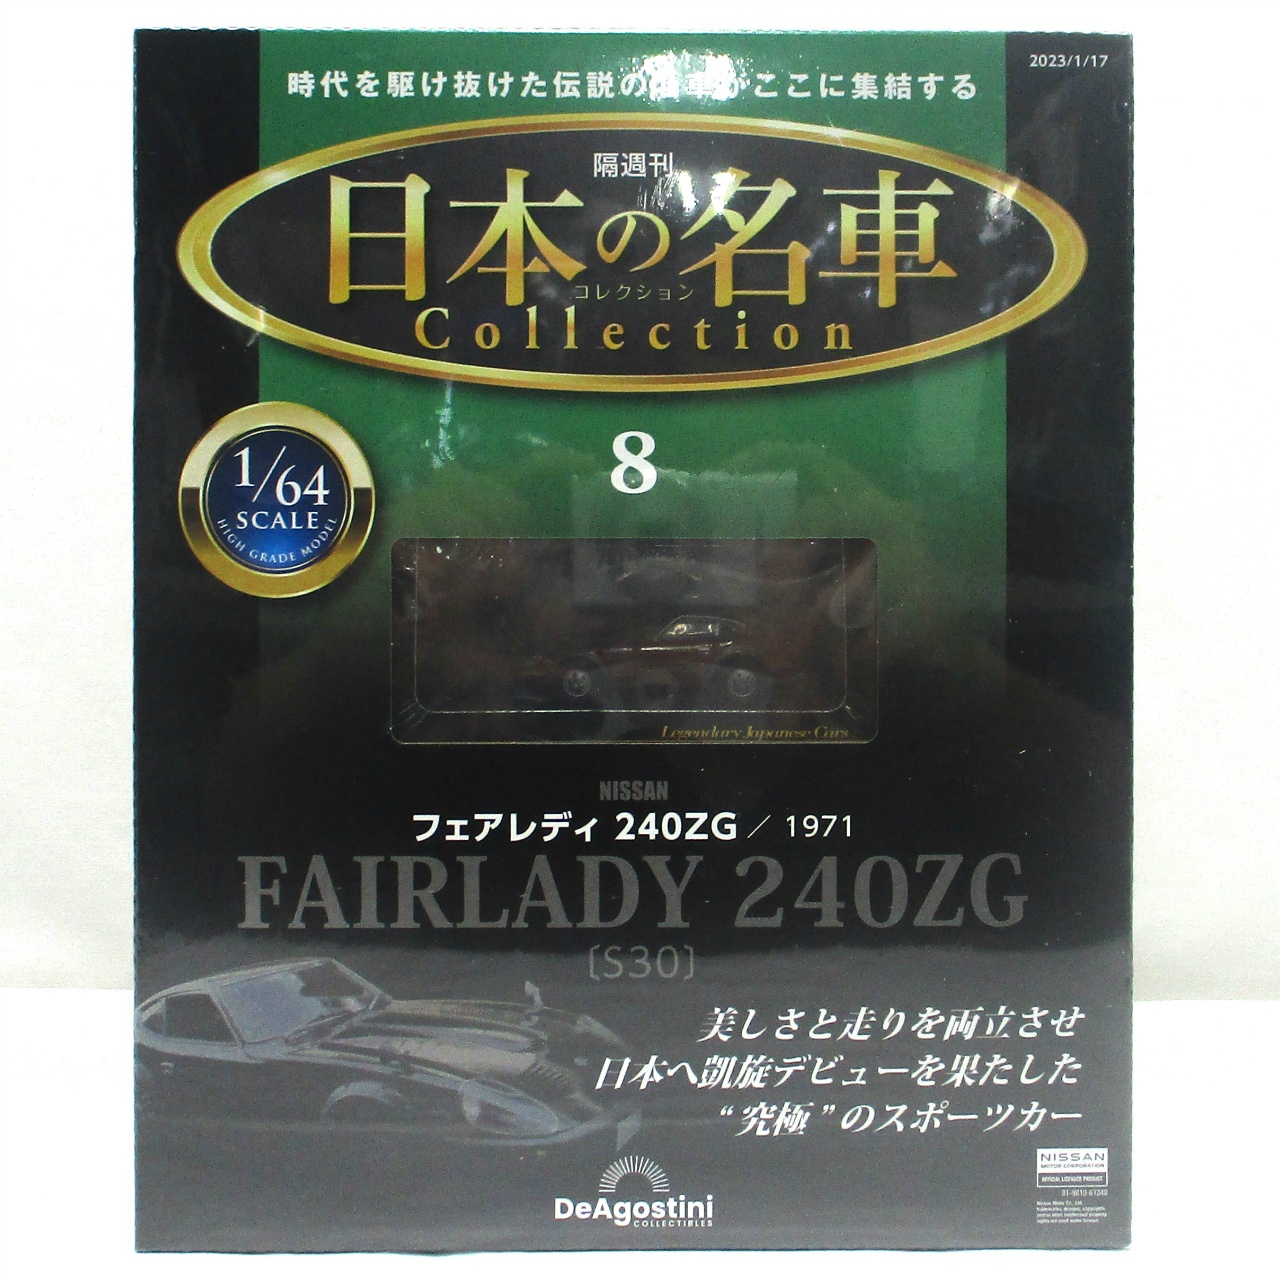 2023/1/17
時代を駆け抜けた伝説の名車がここに集結する
隔週刊
日本の名車
コレクション
Collection
8
1/64
SCALE
HIGH GRADE MODEL
Legendary Japanese Cars
NISSAN
フェアレディ 240ZG / 1971
FAIRLADY 240ZG
[S30]
美しさと走りを両立させ
日本へ凱旋デビューを果たした
“究極”のスポーツカー
NISSAN
MOTOR CORPORATION
OFFICIAL LICENSED PRODUCT
DeAgostini
COLLECTIBLES